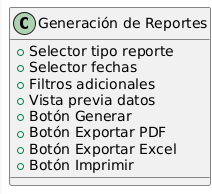 C Generación de Reportes
Selector tipo reporte
Selector fechas
Filtros adicionales
Vista previa datos
Botón Generar
Botón Exportar PDF
Botón Exportar Excel
Botón Imprimir